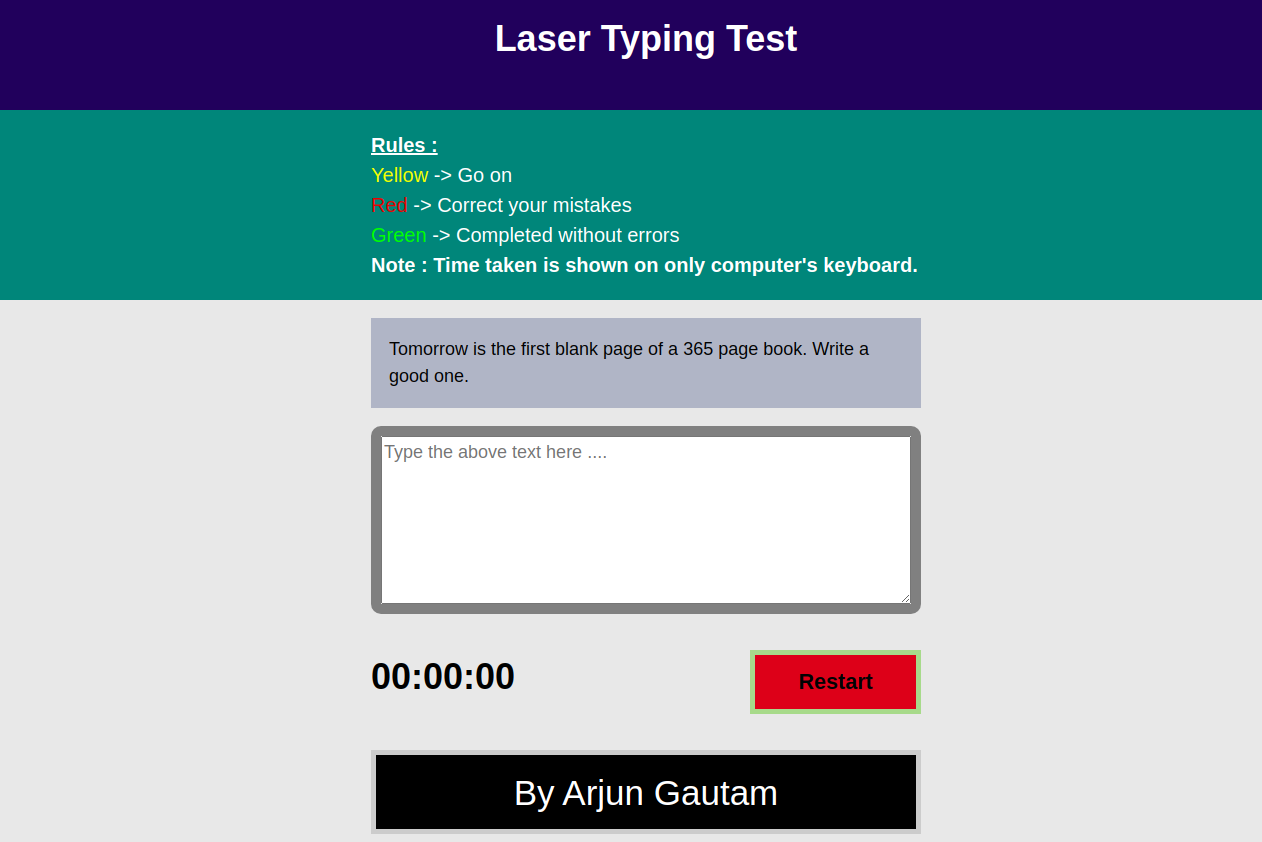 Laser Typing Test
Rules :
Yellow -> Go on
Red -> Correct your mistakes
Green -> Completed without errors
Note : Time taken is shown on only computer's keyboard.
Tomorrow is the first blank page of a 365 page book. Write a
good one.
Type the above text here ....
00:00:00
Restart
By Arjun Gautam